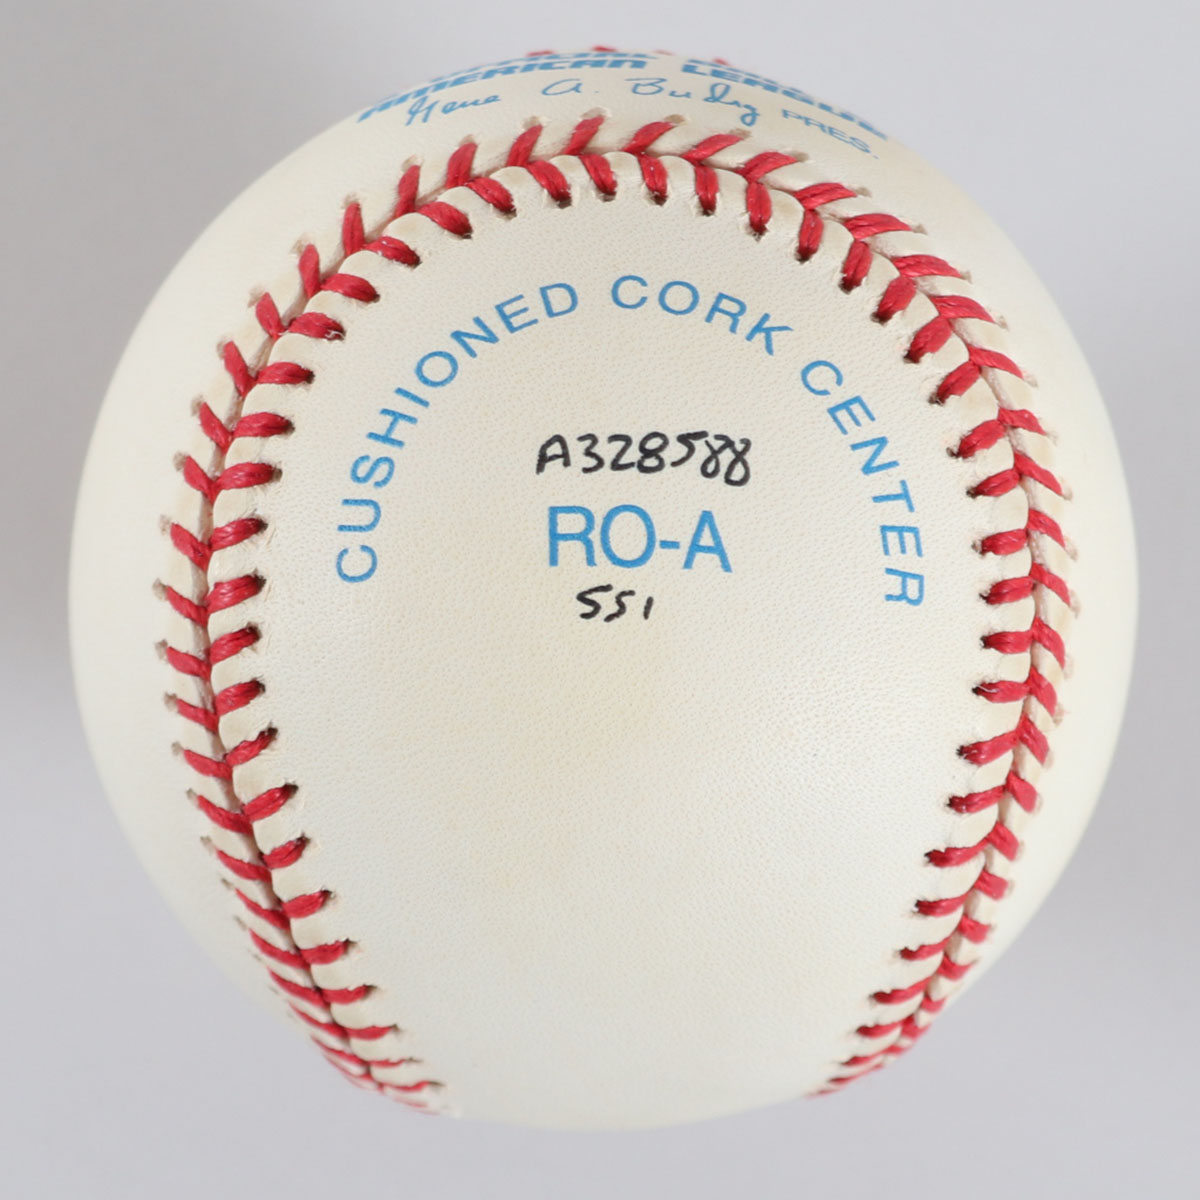 AMERICAN LEAGUE
Gene A. Budig PRES.
CUSHIONED CORK CENTER
A328588
RO-A
551